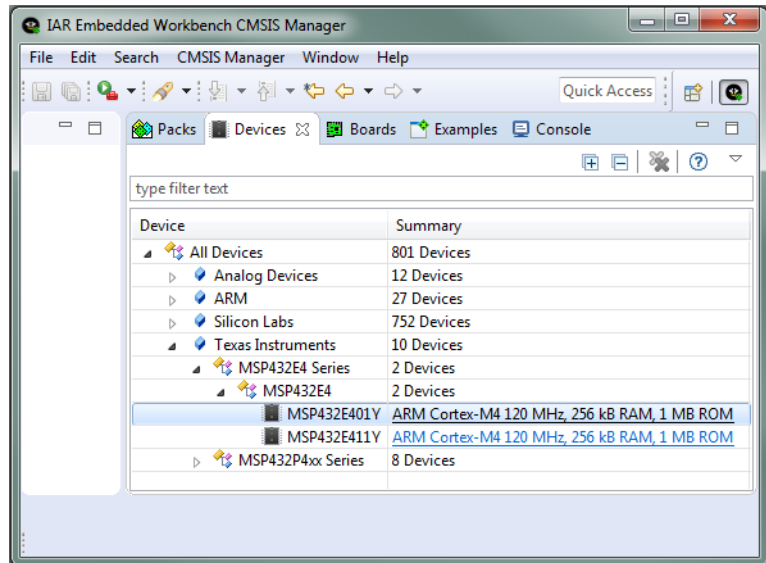 IAR Embedded Workbench CMSIS Manager
File Edit Search CMSIS Manager Window Help
Quick Access
Packs Devices Boards Examples Console
type filter text
Device Summary
All Devices 801 Devices
Analog Devices 12 Devices
ARM 27 Devices
Silicon Labs 752 Devices
Texas Instruments 10 Devices
MSP432E4 Series 2 Devices
MSP432E4 2 Devices
MSP432E401Y ARM Cortex-M4 120 MHz, 256 kB RAM, 1 MB ROM
MSP432E411Y ARM Cortex-M4 120 MHz, 256 kB RAM, 1 MB ROM
MSP432P4xx Series 8 Devices